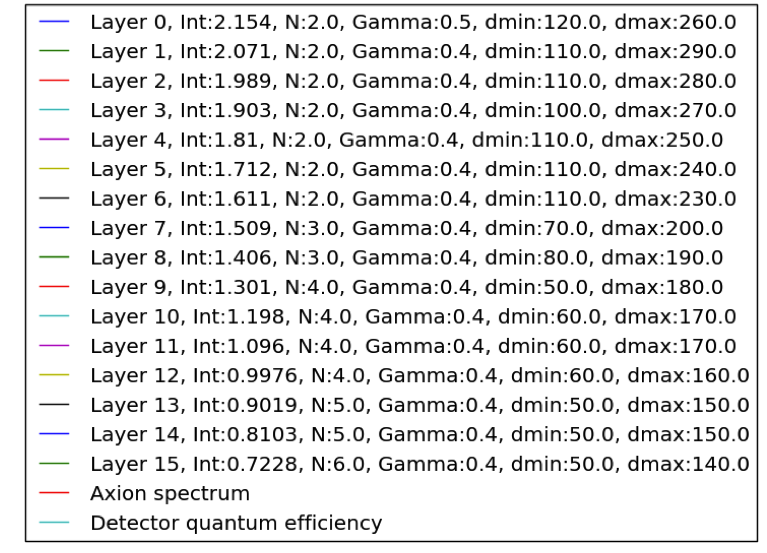 Layer 0, Int:2.154, N:2.0, Gamma:0.5, dmin:120.0, dmax:260.0
Layer 1, Int:2.071, N:2.0, Gamma:0.4, dmin:110.0, dmax:290.0
Layer 2, Int:1.989, N:2.0, Gamma:0.4, dmin:110.0, dmax:280.0
Layer 3, Int:1.903, N:2.0, Gamma:0.4, dmin:100.0, dmax:270.0
Layer 4, Int:1.81, N:2.0, Gamma:0.4, dmin:110.0, dmax:250.0
Layer 5, Int:1.712, N:2.0, Gamma:0.4, dmin:110.0, dmax:240.0
Layer 6, Int:1.611, N:2.0, Gamma:0.4, dmin:110.0, dmax:230.0
Layer 7, Int:1.509, N:3.0, Gamma:0.4, dmin:70.0, dmax:200.0
Layer 8, Int:1.406, N:3.0, Gamma:0.4, dmin:80.0, dmax:190.0
Layer 9, Int:1.301, N:4.0, Gamma:0.4, dmin:50.0, dmax:180.0
Layer 10, Int:1.198, N:4.0, Gamma:0.4, dmin:60.0, dmax:170.0
Layer 11, Int:1.096, N:4.0, Gamma:0.4, dmin:60.0, dmax:170.0
Layer 12, Int:0.9976, N:4.0, Gamma:0.4, dmin:60.0, dmax:160.0
Layer 13, Int:0.9019, N:5.0, Gamma:0.4, dmin:50.0, dmax:150.0
Layer 14, Int:0.8103, N:5.0, Gamma:0.4, dmin:50.0, dmax:150.0
Layer 15, Int:0.7228, N:6.0, Gamma:0.4, dmin:50.0, dmax:140.0
Axion spectrum
Detector quantum efficiency